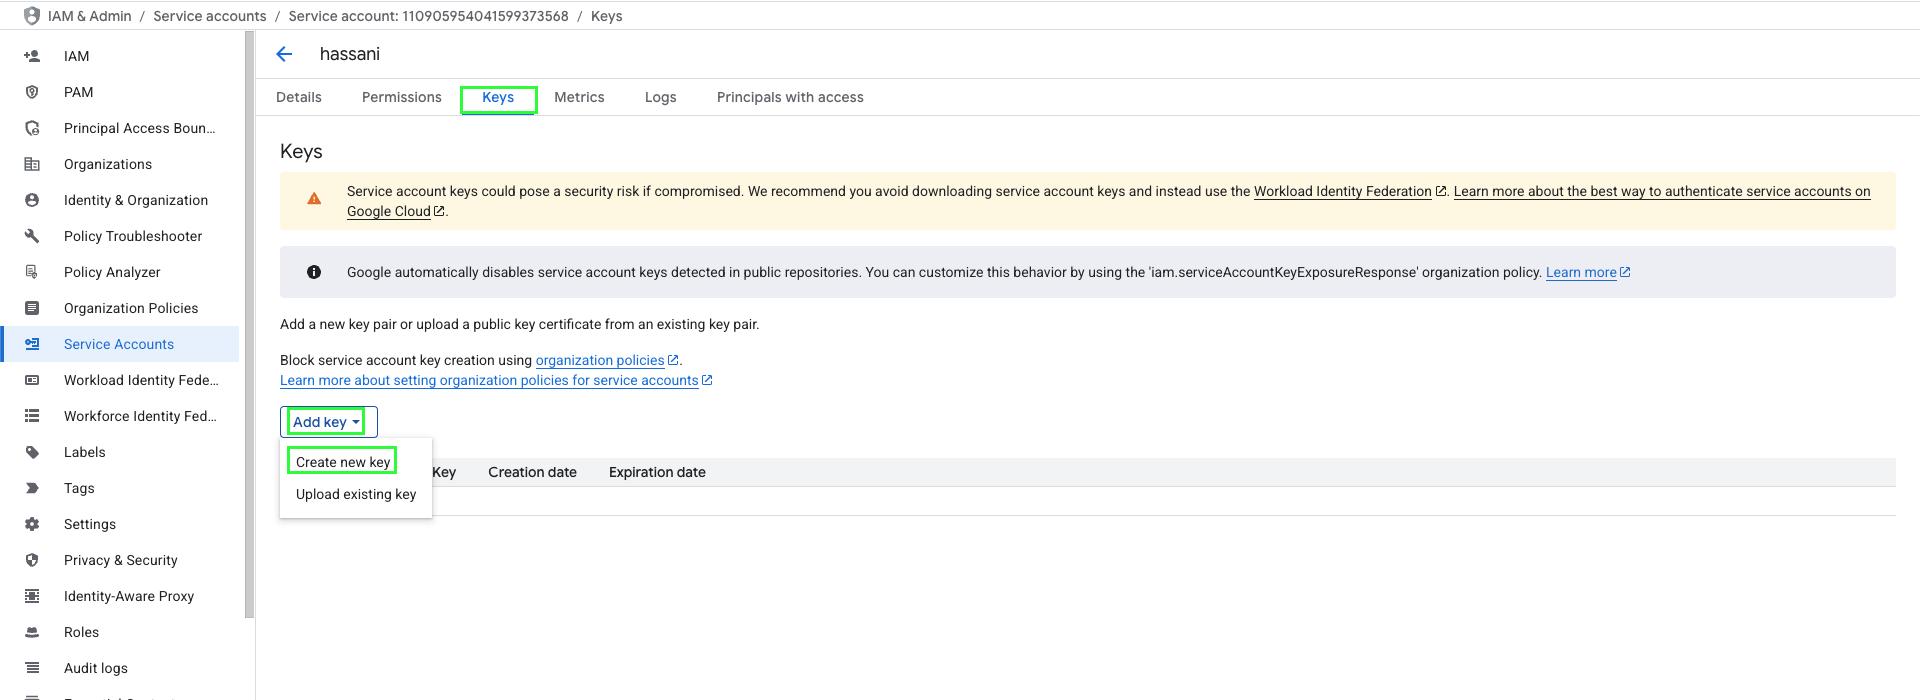 IAM & Admin / Service accounts / Service account: 110905954041599373568 / Keys
IAM
PAM
Principal Access Boun...
Organizations
Identity & Organization
Policy Troubleshooter
Policy Analyzer
Organization Policies
Service Accounts
Workload Identity Fede...
Workforce Identity Fed...
Labels
Tags
Settings
Privacy & Security
Identity-Aware Proxy
Roles
Audit logs
hassani
Details Permissions Keys Metrics Logs Principals with access
Keys
Service account keys could pose a security risk if compromised. We recommend you avoid downloading service account keys and instead use the Workload Identity Federation. Learn more about the best way to authenticate service accounts on
Google Cloud.
Google automatically disables service account keys detected in public repositories. You can customize this behavior by using the 'iam.serviceAccountKeyExposureResponse' organization policy. Learn more
Add a new key pair or upload a public key certificate from an existing key pair.
Block service account key creation using organization policies.
Learn more about setting organization policies for service accounts
Add key
Create new key
Upload existing key
Key Creation date Expiration date